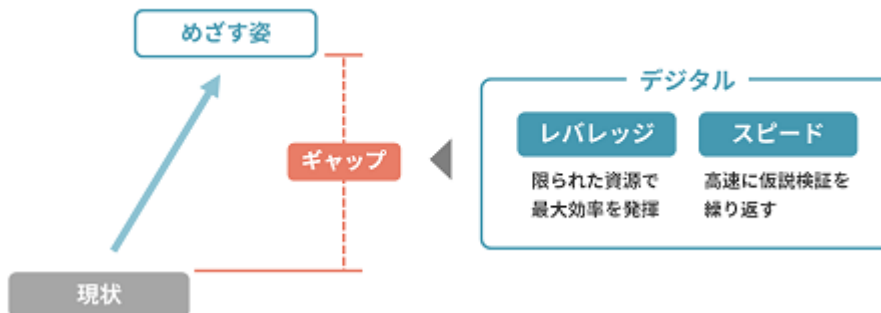 めざす姿
ギャップ
現状
デジタル
レバレッジ
限られた資源で
最大効率を発揮
スピード
高速に仮説検証を
繰り返す